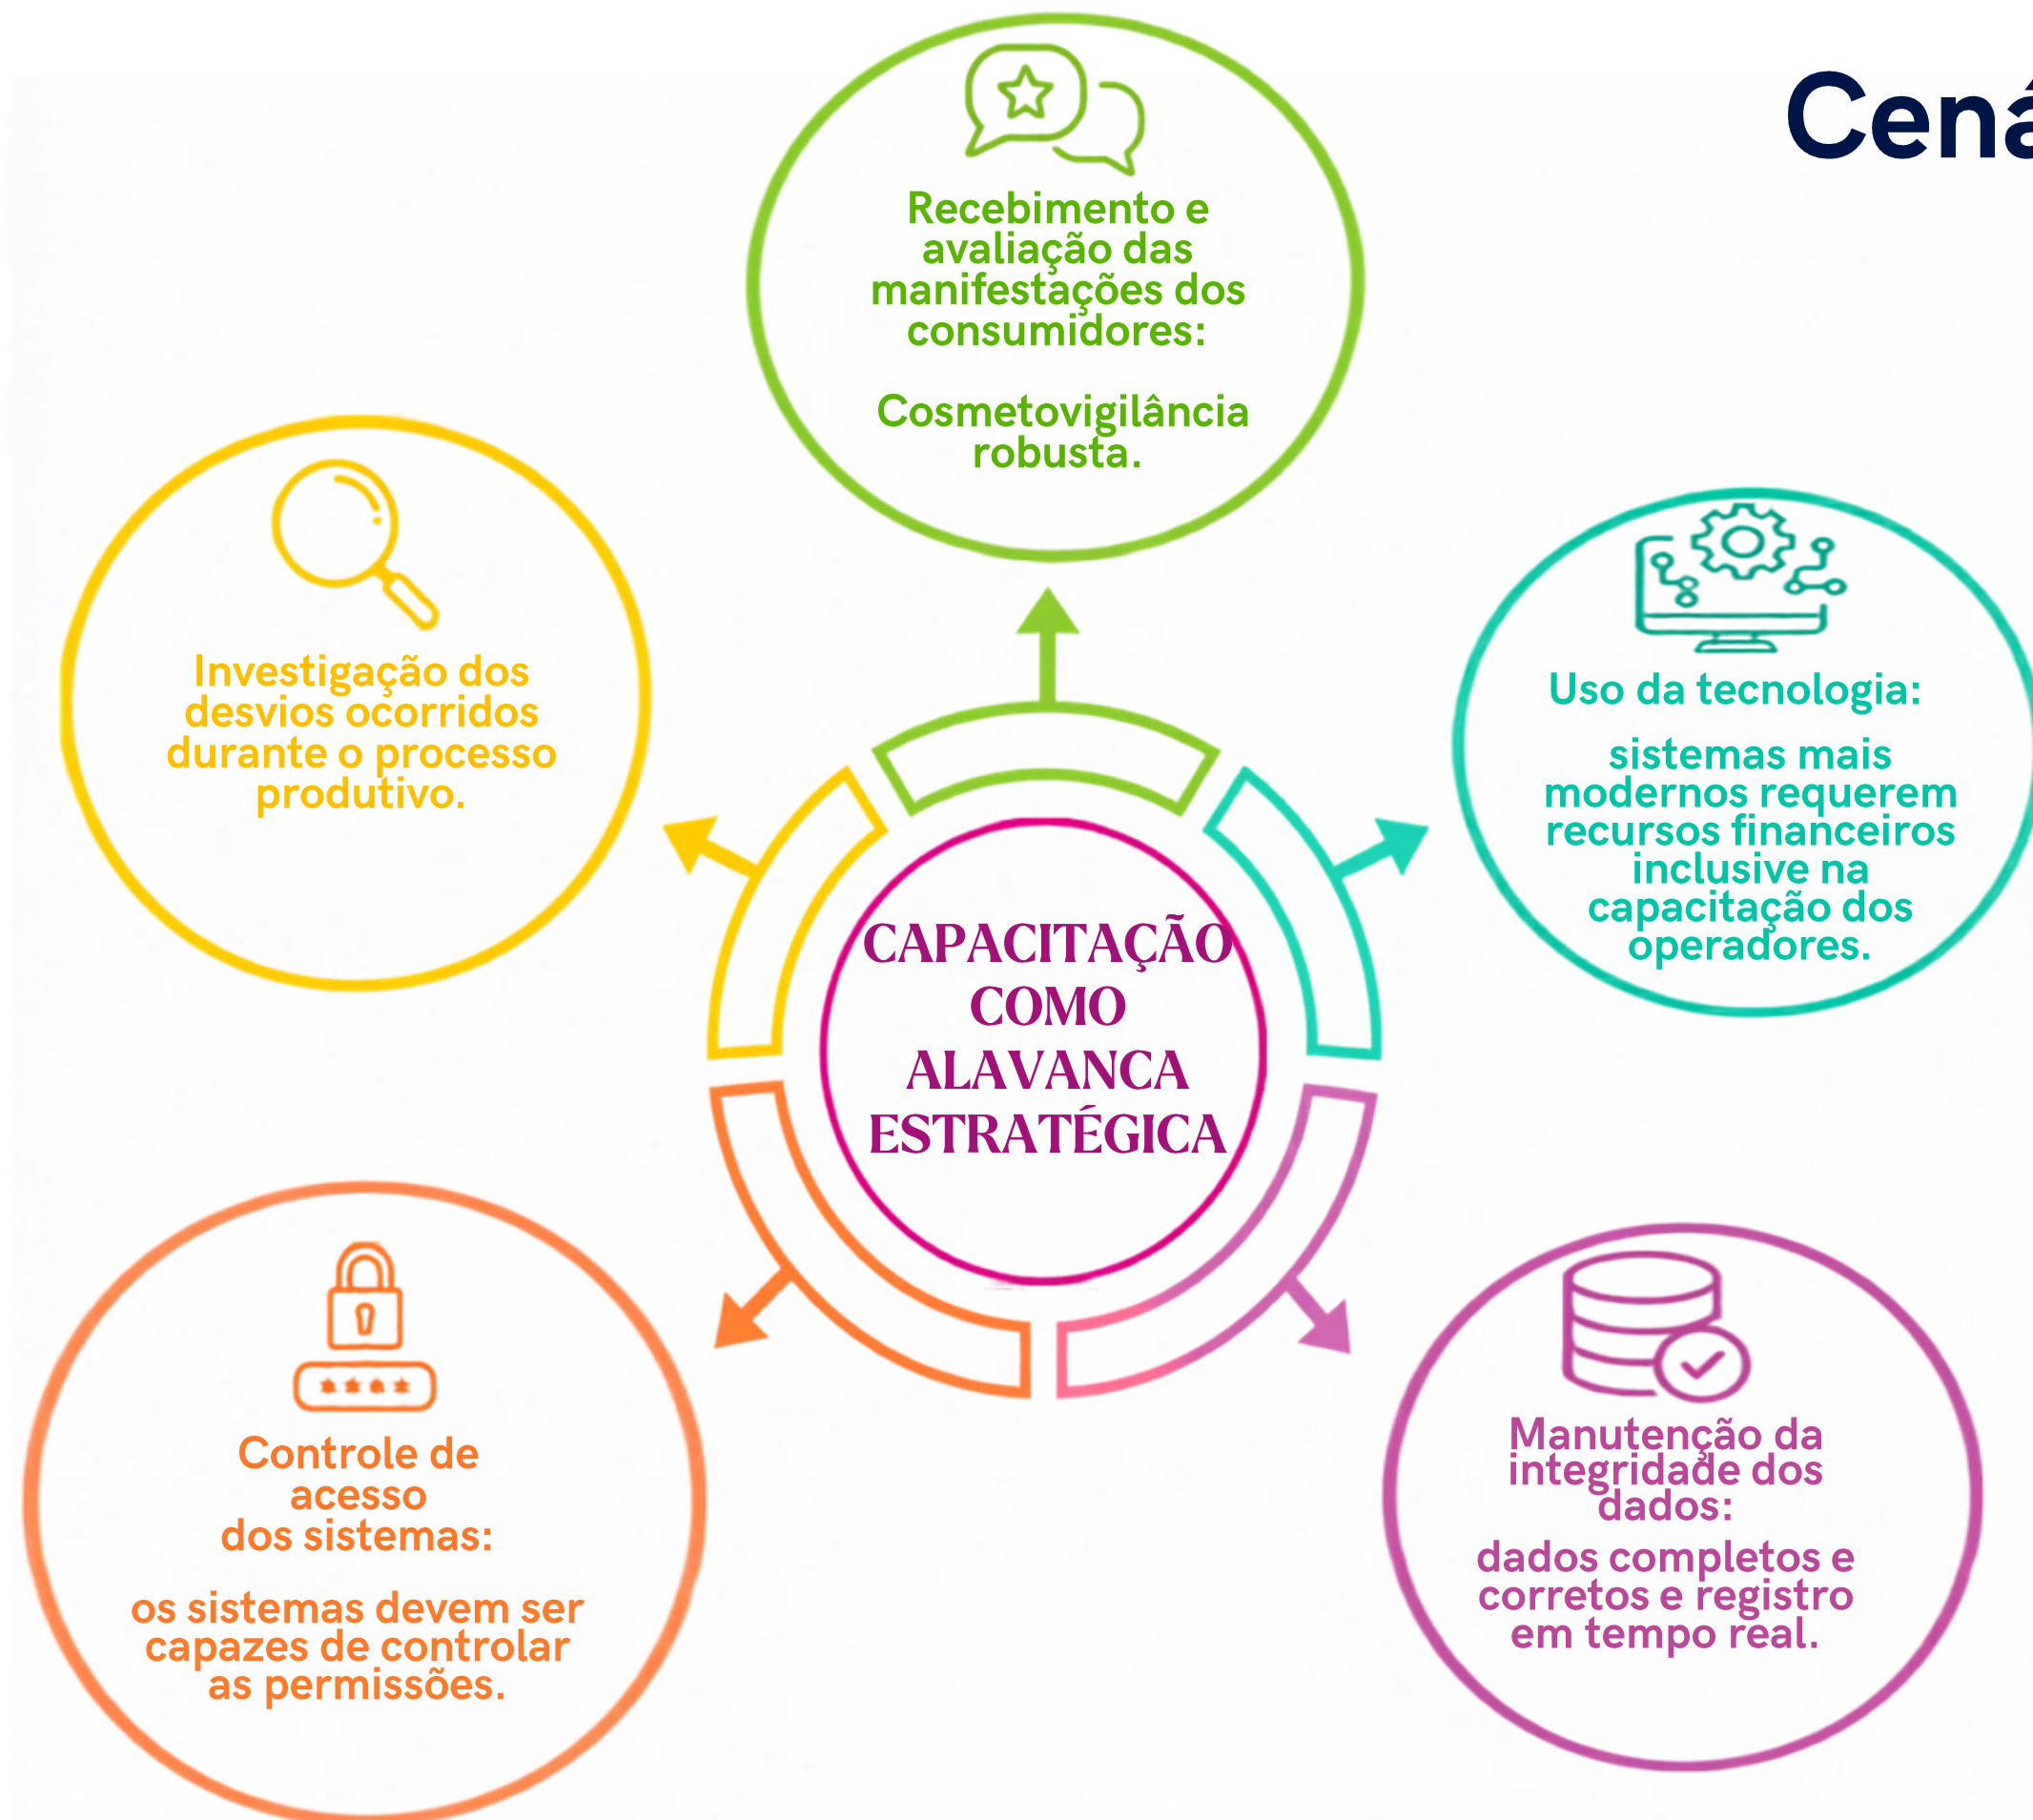 Recebimento e
avaliação das
manifestações dos
consumidores:
Cosmetovigilância
robusta.
Investigação dos
desvios ocorridos
durante o processo
produtivo.
Uso da tecnologia:
sistemas mais
modernos requerem
recursos financeiros
inclusive na
capacitação dos
operadores.
CAPACITAÇÃO
COMO
ALAVANCA
ESTRATÉGICA
Controle de
acesso
dos sistemas:
os sistemas devem ser
capazes de controlar
as permissões.
Manutenção da
integridade dos
dados:
dados completos e
corretos e registro
em tempo real.